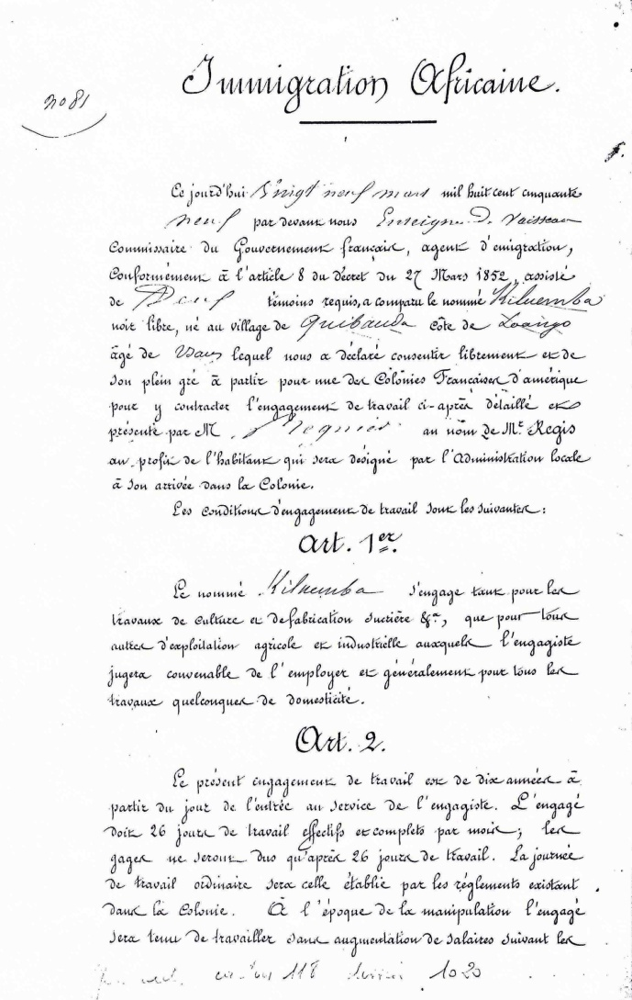 Immigration Africaine.
no 81
Ce jourd'hui Vingt neuf mars mil huit cent cinquante
neuf par devant nous Enseigne De Vaisseau
Commissaire du Gouvernement français, agent d'émigration,
Conformément à l'article 8 du décret du 27 Mars 1852, assisté
de Deux témoins requis, a comparu le nommé Kiluemba
noir libre, né au village de Quibanda côte de Loango
âgé de lequel nous a déclaré consentir librement et de
son plein gré à partir pour une des Colonies Françaises d'amérique
pour y contracter l'engagement de travail ci-après détaillé et
présenté par M. au nom de Mr. Régis
au profit de l'habitant qui sera désigné par l'Administration locale
à son arrivée dans la Colonie.
Les Conditions d'engagement de travail sont les suivantes :
Art. 1er.
Le nommé Kiluemba s'engage tant pour les
travaux de culture et de fabrication sucrière &a, que pour tous
autres d'exploitation agricole et industrielle auxquels l'engagiste
jugera convenable de l'employer et généralement pour tous les
travaux quelconques de domesticité.
Art. 2.
Le présent engagement de travail est de dix années à
partir du jour de l'entrée au service de l'engagiste. L'engagé
doit 26 jours de travail effectifs et complets par mois ; les
gages ne seront dus qu'après 26 jours de travail. La journée
de travail ordinaire sera celle établie par les réglements existant
dans la Colonie. À l'époque de la manipulation l'engagé
sera tenu de travailler sans augmentation de salaires suivant les
118 1020